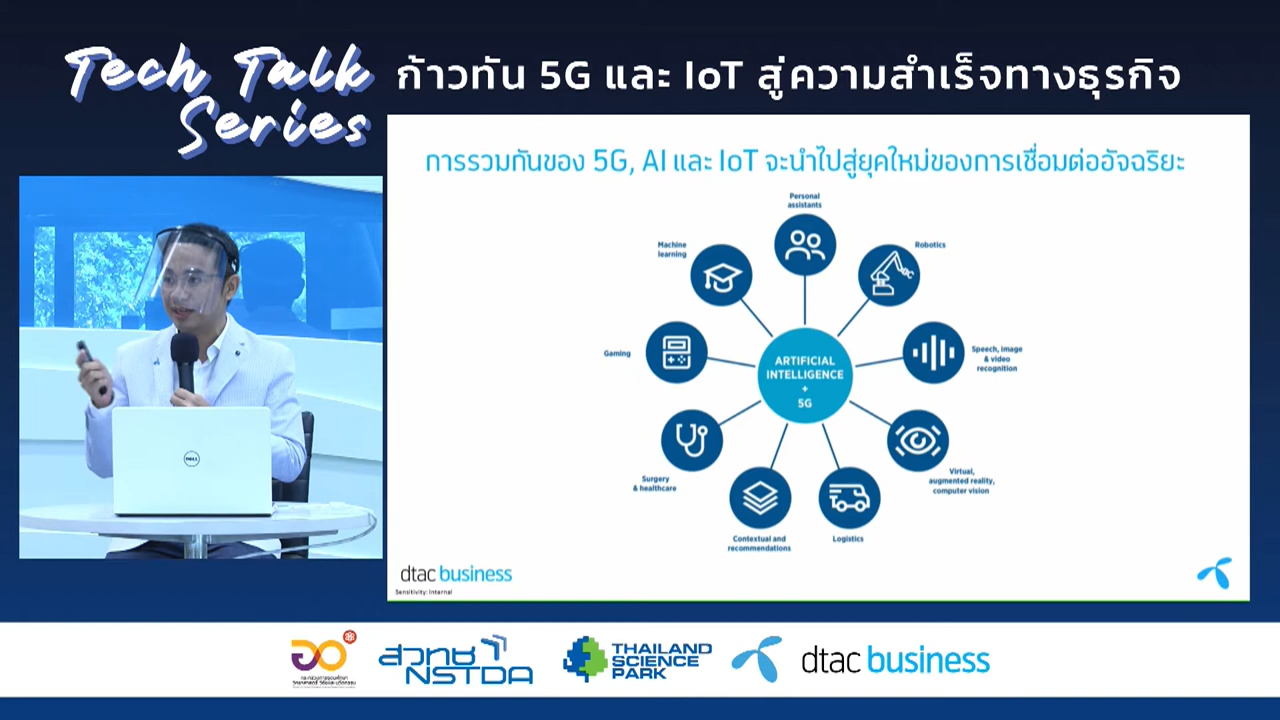 Tech Talk
Series
ก้าวทัน 5G และ IoT สู่ความสำเร็จทางธุรกิจ
การรวมกันของ 5G, AI และ IoT จะนำไปสู่ยุคใหม่ของการเชื่อมต่ออัจฉริยะ
Personal
assistants
Machine
learning
Robotics
Gaming
Speech, image
& video
recognition
ARTIFICIAL
INTELLIGENCE
+
5G
Surgery
& healthcare
Virtual,
augmented reality,
computer vision
Contextual and
recommendations
Logistics
dtac business
Sensitivity: Internal
DELL
สวทช
NSTDA
THAILAND
SCIENCE
PARK
dtac business